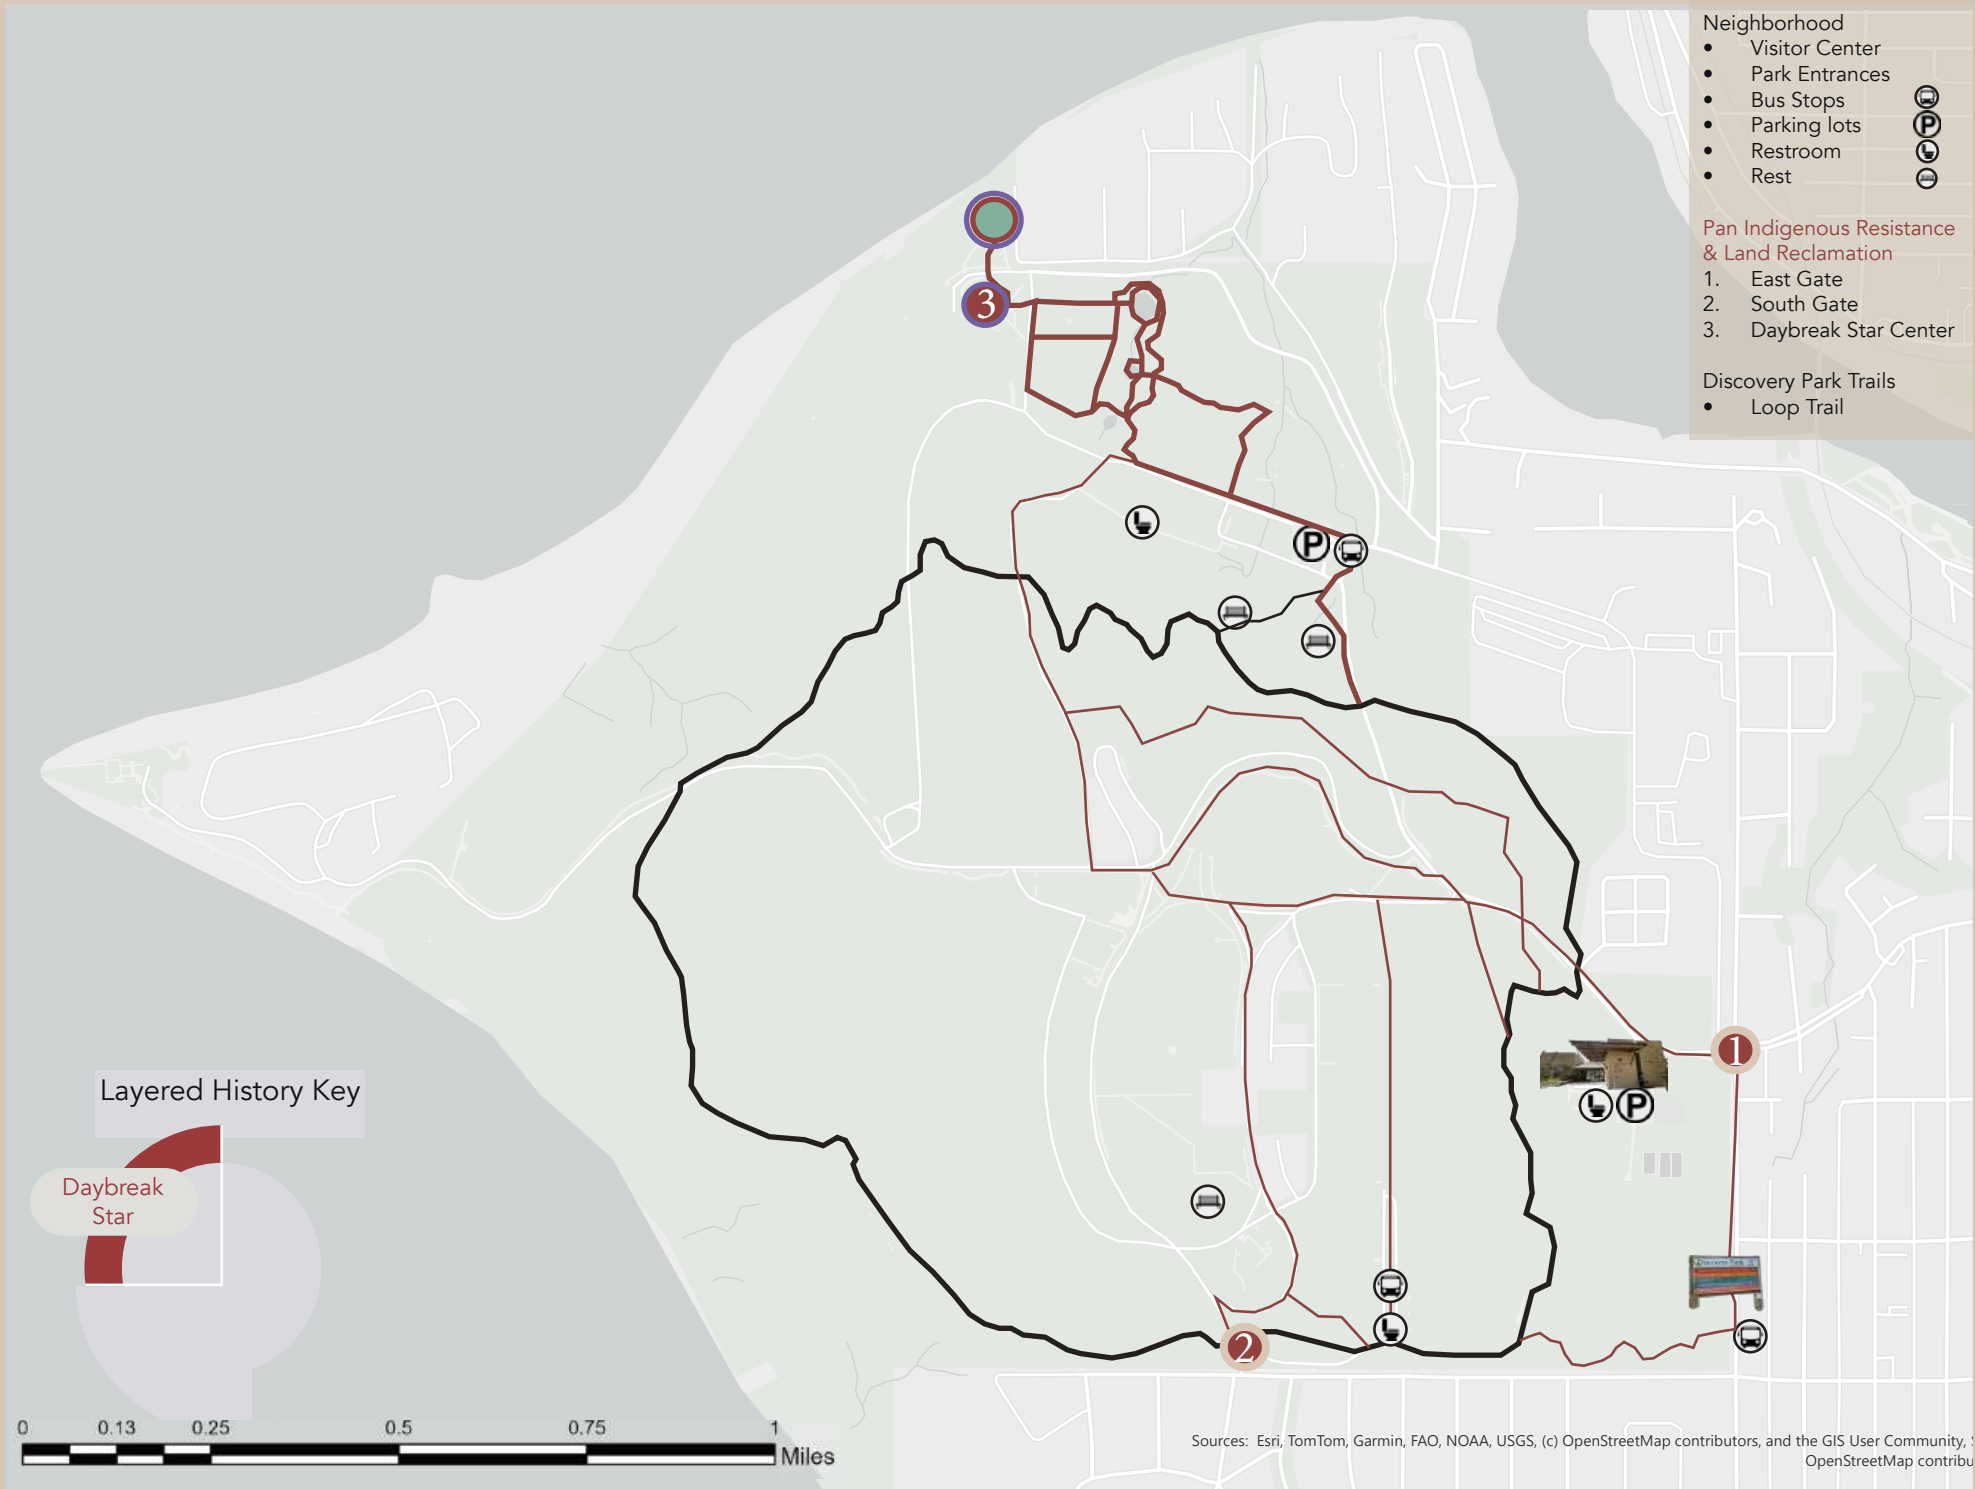 Neighborhood
• Visitor Center
• Park Entrances
• Bus Stops
• Parking lots
P
• Restroom
• Rest
Pan Indigenous Resistance
& Land Reclamation
1. East Gate
2. South Gate
3. Daybreak Star Center
Discovery Park Trails
• Loop Trail
3
P
1
P
2
Discovery Park
Layered History Key
Daybreak
Star
0 0.13 0.25 0.5 0.75 1
Miles
Sources: Esri, TomTom, Garmin, FAO, NOAA, USGS, (c) OpenStreetMap contributors, and the GIS User Community,
OpenStreetMap contribu